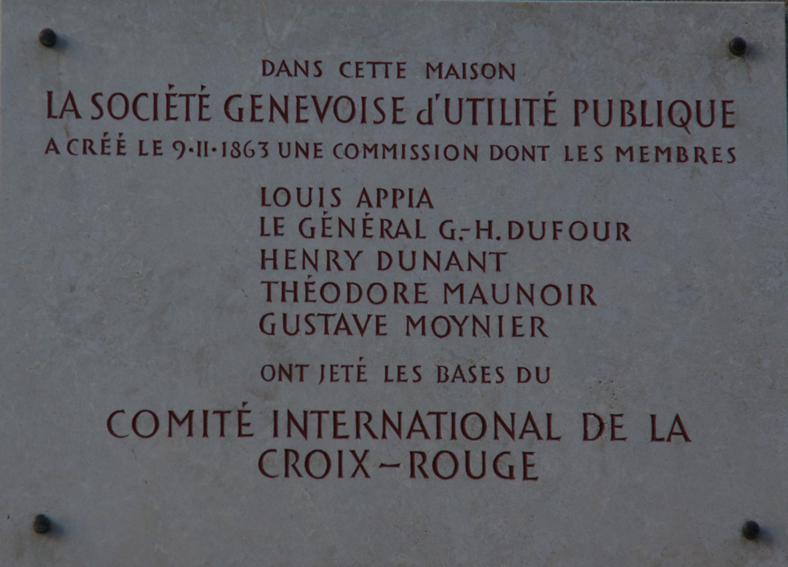 DANS CETTE MAISON
LA SOCIÉTÉ GENEVOISE d'UTILITÉ PUBLIQUE
A CRÉÉ LE 9·II·1863 UNE COMMISSION DONT LES MEMBRES
LOUIS APPIA
LE GÉNÉRAL G.-H. DUFOUR
HENRY DUNANT
THÉODORE MAUNOIR
GUSTAVE MOYNIER
ONT JETÉ LES BASES DU
COMITÉ INTERNATIONAL DE LA
CROIX-ROUGE